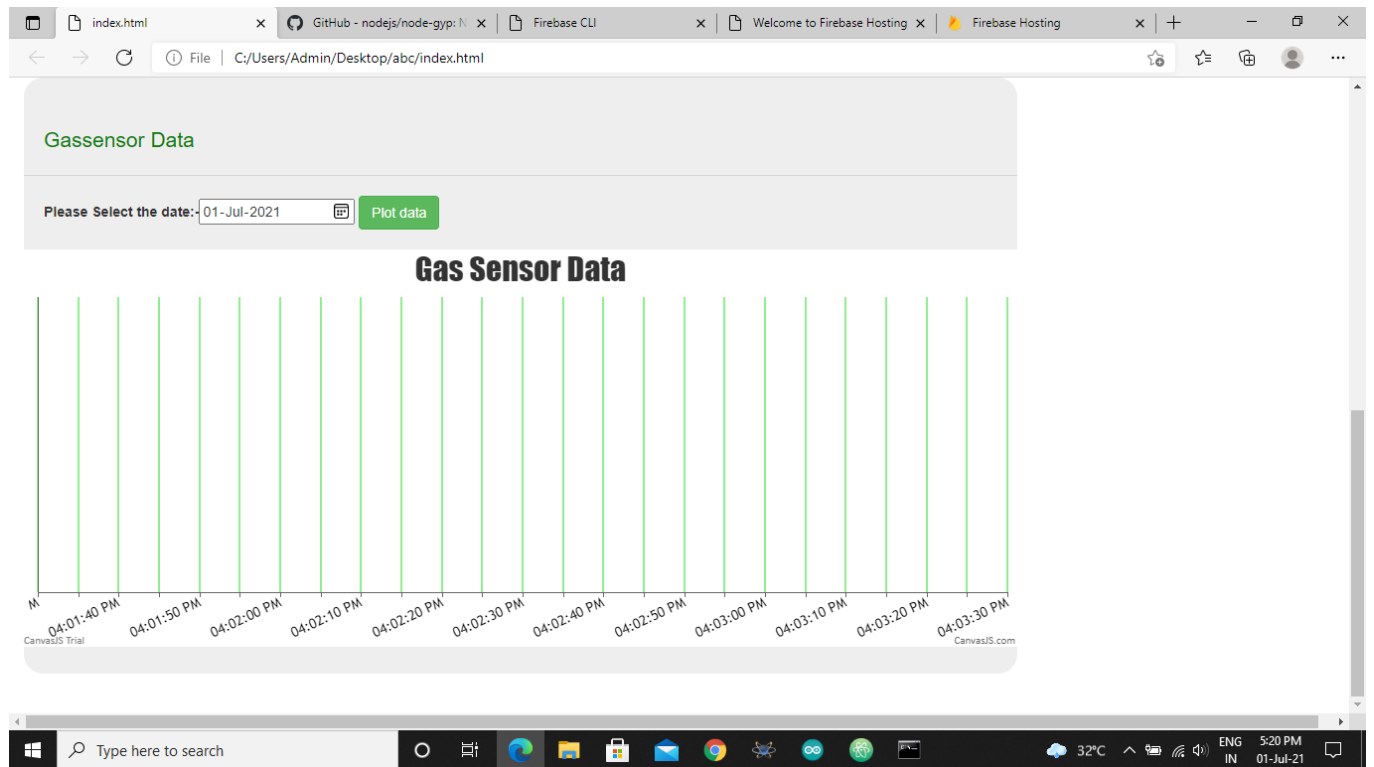 index.html
GitHub - nodejs/node-gyp: N
Firebase CLI
Welcome to Firebase Hosting
Firebase Hosting
File | C:/Users/Admin/Desktop/abc/index.html
Gassensor Data
Please Select the date:- 01-Jul-2021 Plot data
Gas Sensor Data
M 04:01:40 PM 04:01:50 PM 04:02:00 PM 04:02:10 PM 04:02:20 PM 04:02:30 PM 04:02:40 PM 04:02:50 PM 04:03:00 PM 04:03:10 PM 04:03:20 PM 04:03:30 PM
CanvasJS Trial CanvasJS.com
Type here to search
32°C
ENG
IN
5:20 PM
01-Jul-21